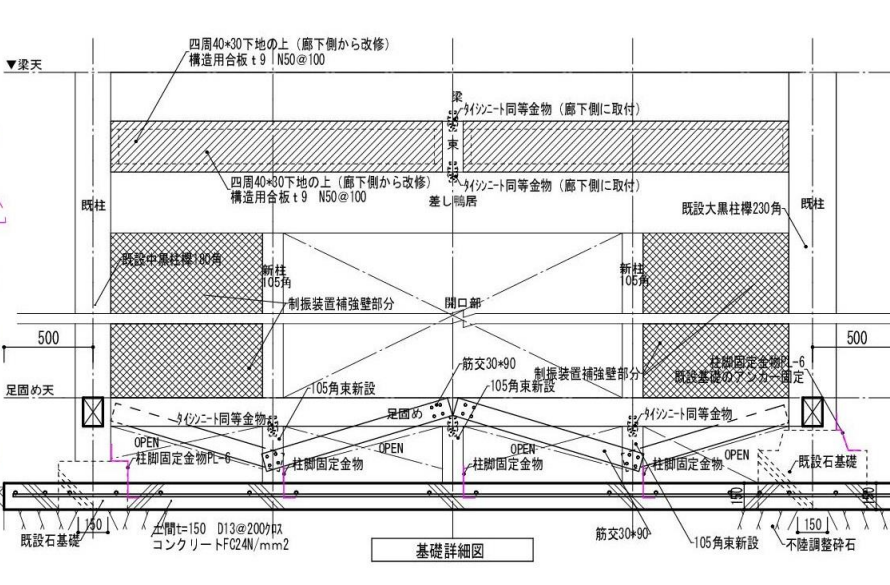 四周40*30下地の上（廊下側から改修）
構造用合板ｔ9　N50@100
▼梁天
梁
ﾀｲｼﾝﾆｰﾄ同等金物（廊下側に取付）
束
四周40*30下地の上（廊下側から改修）
構造用合板ｔ9　N50@100
ﾀｲｼﾝﾆｰﾄ同等金物（廊下側に取付）
差し鴨居
既柱
既柱
既設大黒柱欅230角
既設中黒柱欅180角
新柱
105角
新柱
105角
制振装置補強壁部分
開口部
500
500
筋交30*90
制振装置補強壁部分
柱脚固定金物PL-6
既設基礎のアンカー固定
足固め天
105角束新設
105角束新設
ﾀｲｼﾝﾆｰﾄ同等金物
足固め
ﾀｲｼﾝﾆｰﾄ同等金物
OPEN
OPEN
OPEN
OPEN
柱脚固定金物PL-6
柱脚固定金物
柱脚固定金物
柱脚固定金物
既設石基礎
150
150
150
150
既設石基礎
土間t=150　D13@200ｸﾛｽ
コンクリートFC24N/mm2
筋交30*90
105角束新設
不陸調整砕石
基礎詳細図